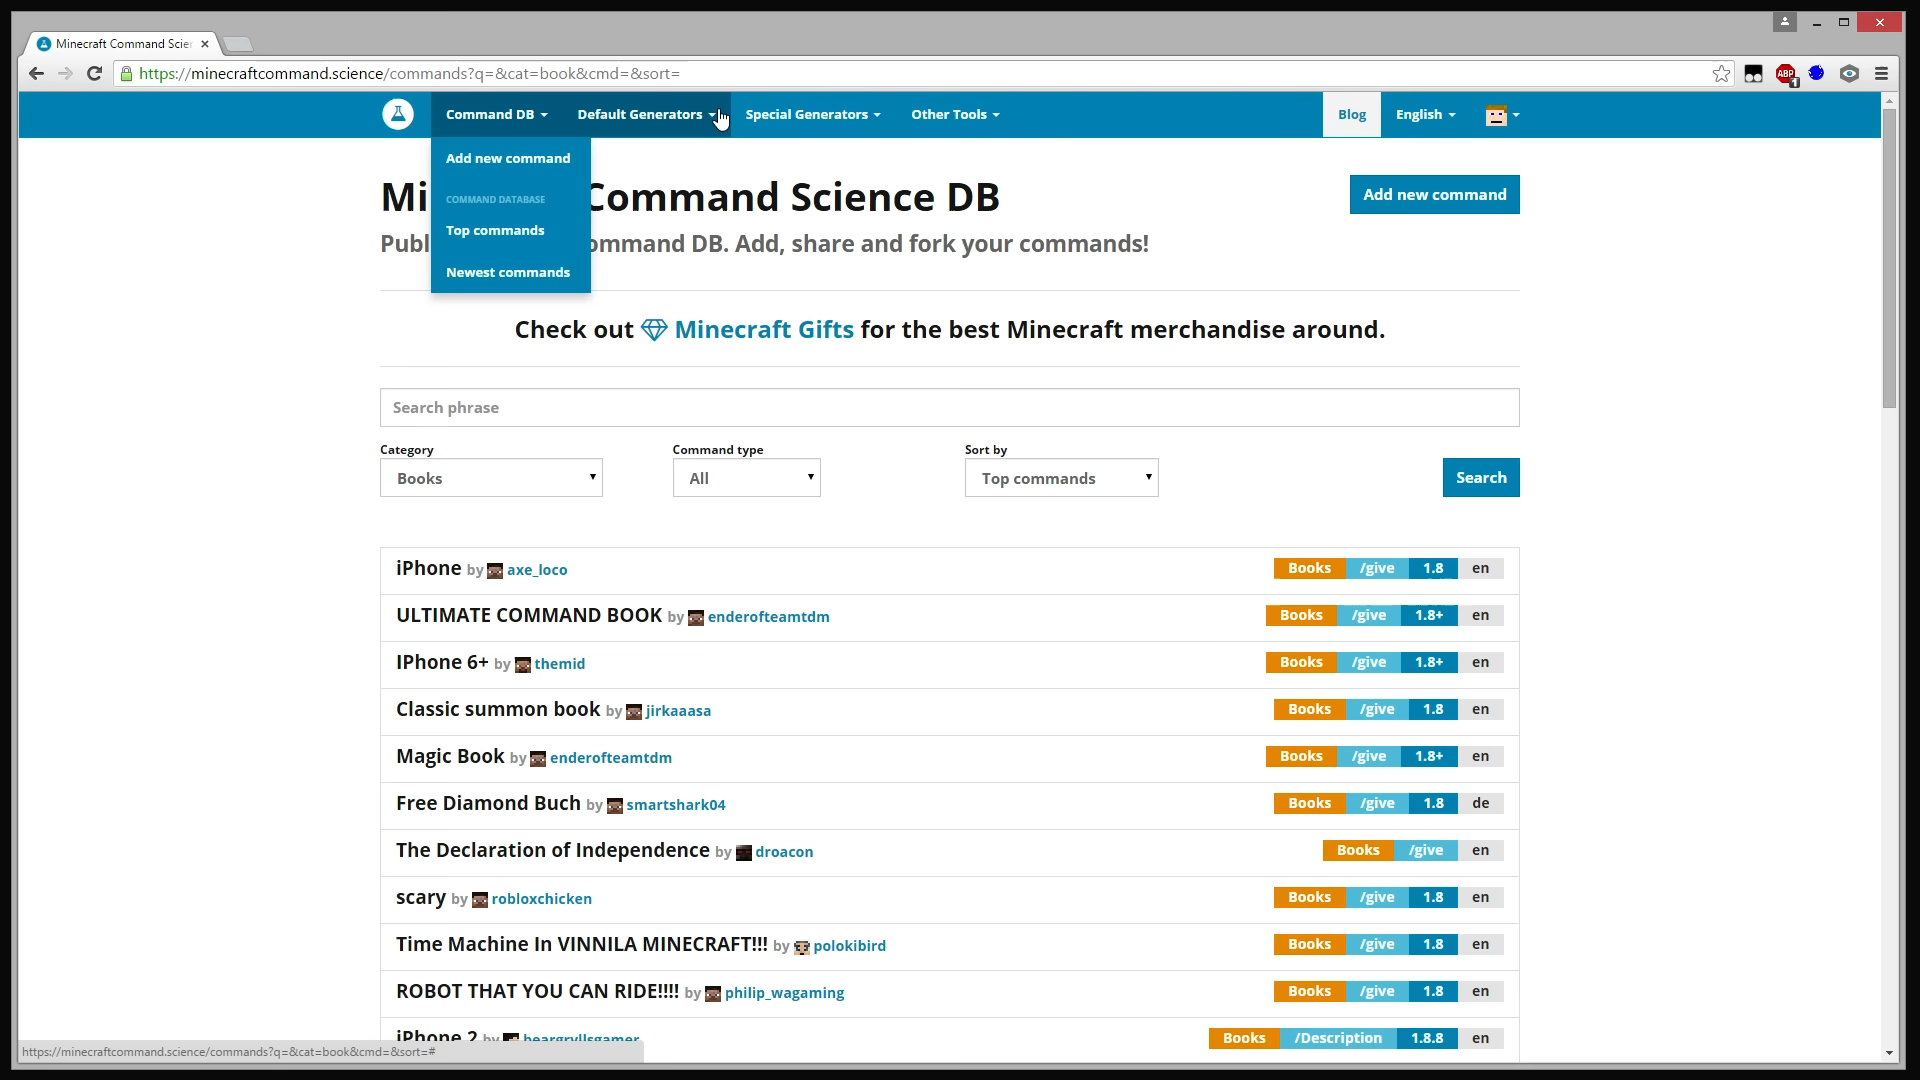 Minecraft Command Scien
https://minecraftcommand.science/commands?q=&cat=book&cmd=&sort=
ABP
1
Command DB
Default Generators
Special Generators
Other Tools
Blog
English
Add new command
COMMAND DATABASE
Top commands
Newest commands
Mi Command Science DB
Add new command
Publ ommand DB. Add, share and fork your commands!
Check out Minecraft Gifts for the best Minecraft merchandise around.
Search phrase
Category
Command type
Sort by
Books
All
Top commands
Search
iPhone by axe_loco Books /give 1.8 en
ULTIMATE COMMAND BOOK by enderofteamtdm Books /give 1.8+ en
IPhone 6+ by themid Books /give 1.8+ en
Classic summon book by jirkaaasa Books /give 1.8 en
Magic Book by enderofteamtdm Books /give 1.8+ en
Free Diamond Buch by smartshark04 Books /give 1.8 de
The Declaration of Independence by droacon Books /give en
scary by robloxchicken Books /give 1.8 en
Time Machine In VINNILA MINECRAFT!!! by polokibird Books /give 1.8 en
ROBOT THAT YOU CAN RIDE!!!! by philip_wagaming Books /give 1.8 en
iPhone 2 by beargryllsgamer Books /Description 1.8.8 en
https://minecraftcommand.science/commands?q=&cat=book&cmd=&sort=#